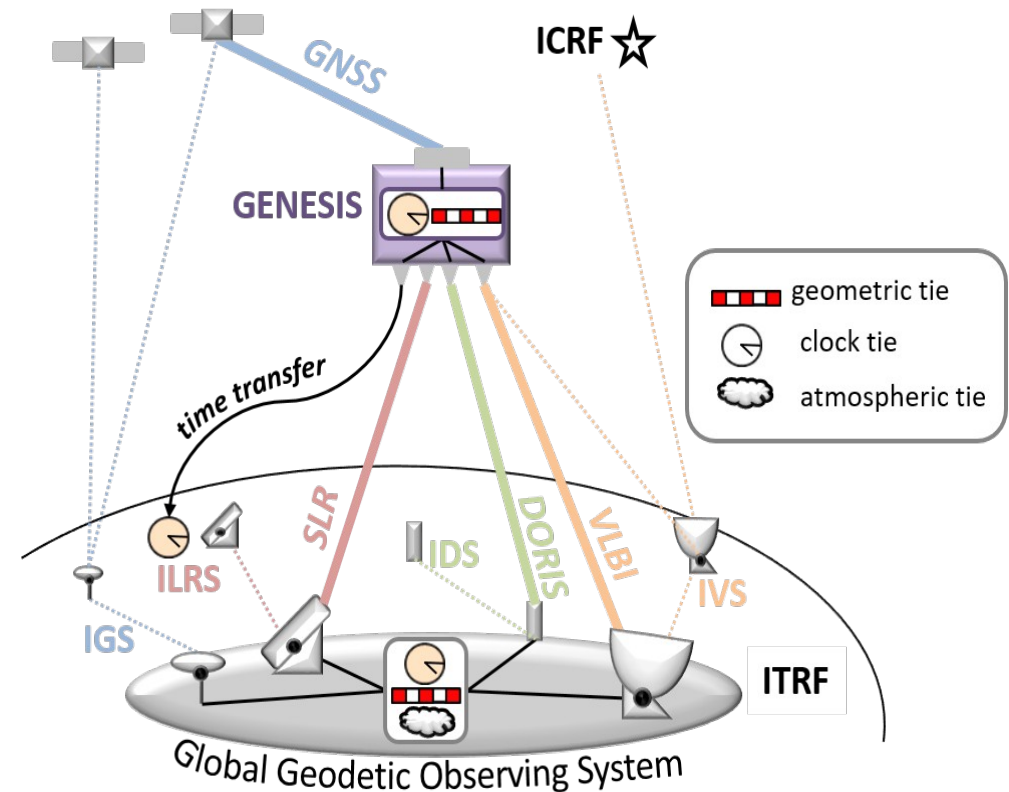 GNSS
ICRF
GENESIS
geometric tie
clock tie
atmospheric tie
time transfer
SLR
DORIS
VLBI
IDS
ILRS
IVS
IGS
ITRF
Global Geodetic Observing System